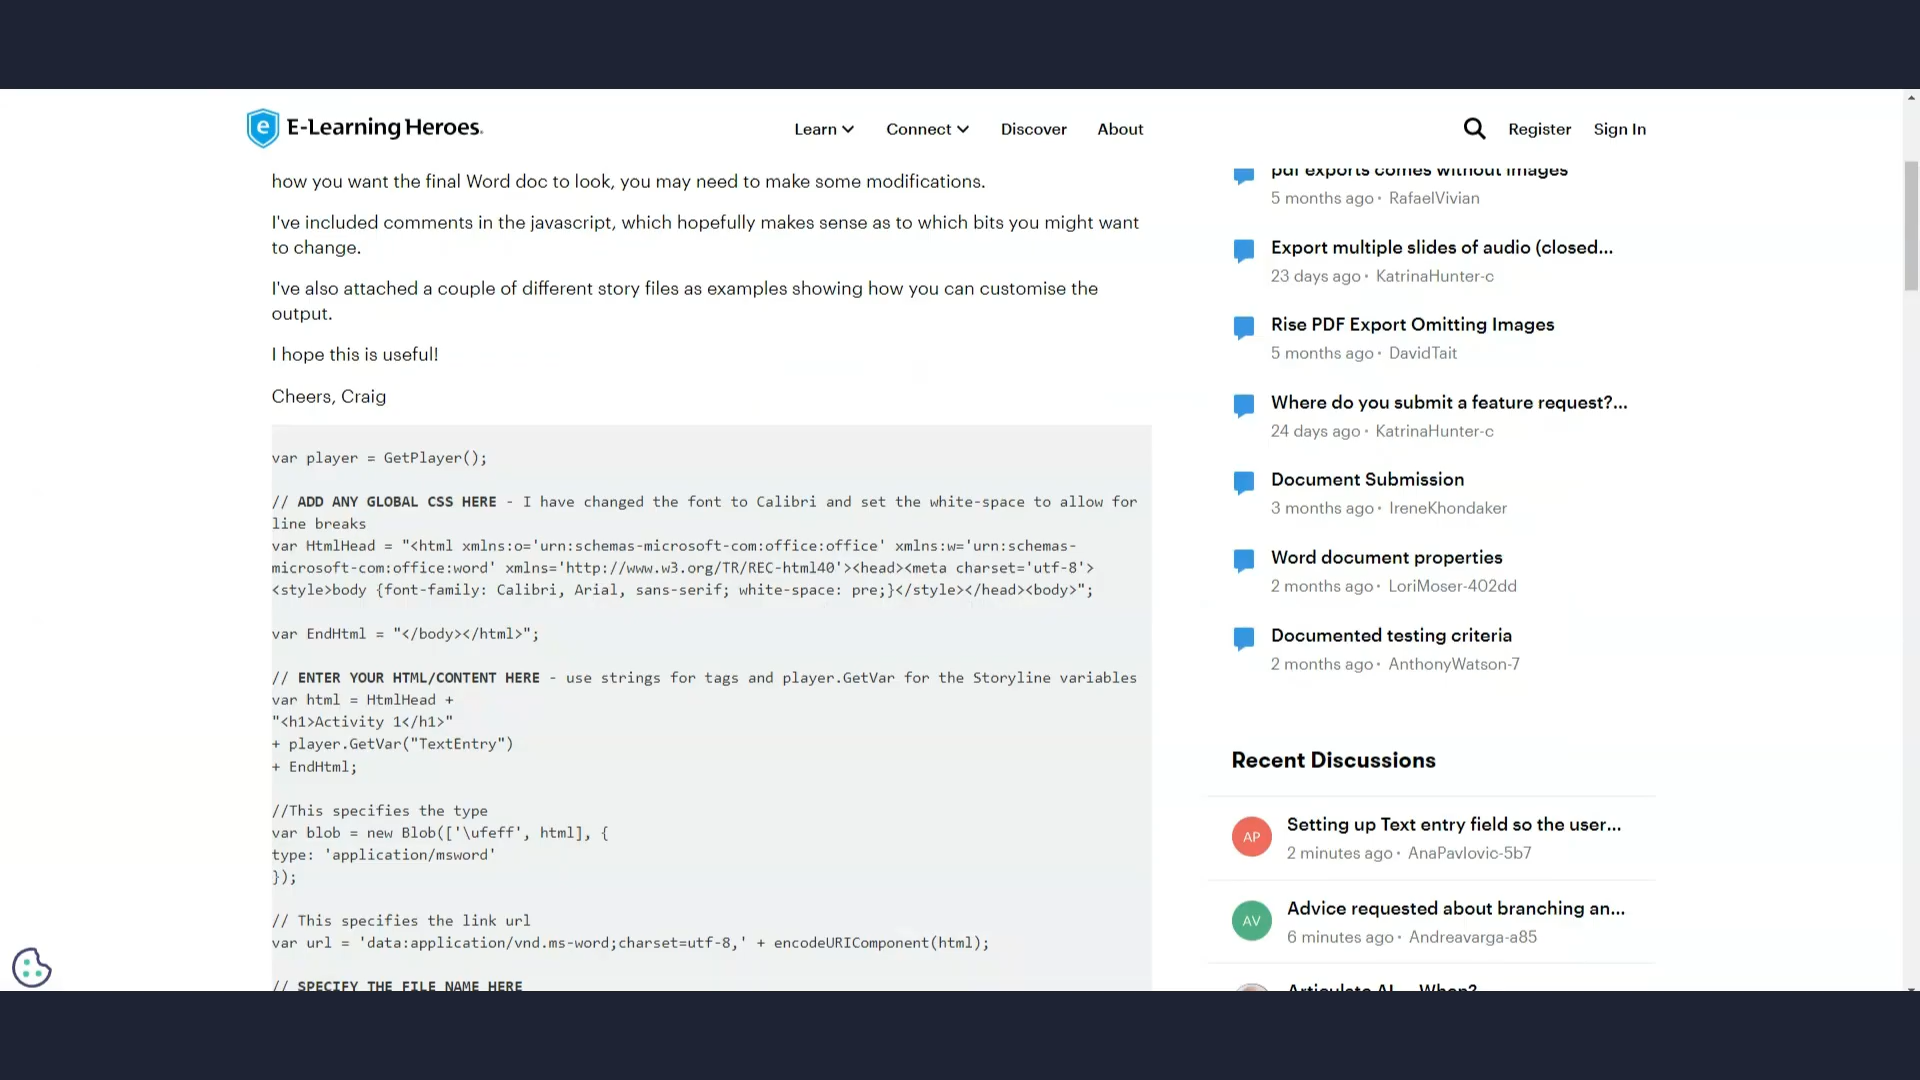 E-Learning Heroes.
Learn
Connect
Discover
About
Register
Sign In
how you want the final Word doc to look, you may need to make some modifications.
I've included comments in the javascript, which hopefully makes sense as to which bits you might want
to change.
I've also attached a couple of different story files as examples showing how you can customise the
output.
I hope this is useful!
Cheers, Craig
var player = GetPlayer();
// ADD ANY GLOBAL CSS HERE - I have changed the font to Calibri and set the white-space to allow for
line breaks
var HtmlHead = "<html xmlns:o='urn:schemas-microsoft-com:office:office' xmlns:w='urn:schemas-
microsoft-com:office:word' xmlns='http://www.w3.org/TR/REC-html40'><head><meta charset='utf-8'>
<style>body {font-family: Calibri, Arial, sans-serif; white-space: pre;}</style></head><body>";
var EndHtml = "</body></html>";
// ENTER YOUR HTML/CONTENT HERE - use strings for tags and player.GetVar for the Storyline variables
var html = HtmlHead +
"<h1>Activity 1</h1>"
+ player.GetVar("TextEntry")
+ EndHtml;
//This specifies the type
var blob = new Blob(['\ufeff', html], {
type: 'application/msword'
});
// This specifies the link url
var url = 'data:application/vnd.ms-word;charset=utf-8,' + encodeURIComponent(html);
// SPECIFY THE FILE NAME HERE
pdf exports comes without images
5 months ago · RafaelVivian
Export multiple slides of audio (closed...
23 days ago · KatrinaHunter-c
Rise PDF Export Omitting Images
5 months ago · DavidTait
Where do you submit a feature request?...
24 days ago · KatrinaHunter-c
Document Submission
3 months ago · IreneKhondaker
Word document properties
2 months ago · LoriMoser-402dd
Documented testing criteria
2 months ago · AnthonyWatson-7
Recent Discussions
AP
Setting up Text entry field so the user...
2 minutes ago · AnaPavlovic-5b7
AV
Advice requested about branching an...
6 minutes ago · Andreavarga-a85
Articulate AI
When?